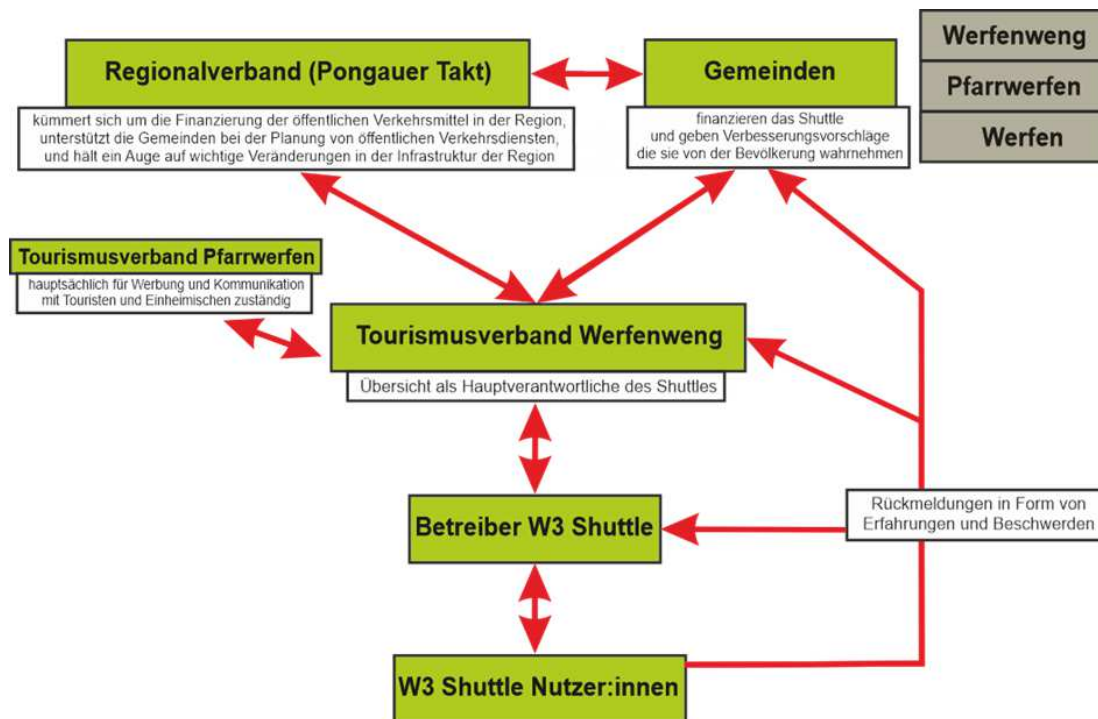 Regionalverband (Pongauer Takt)
kümmert sich um die Finanzierung der öffentlichen Verkehrsmittel in der Region,
unterstützt die Gemeinden bei der Planung von öffentlichen Verkehrsdiensten,
und hält ein Auge auf wichtige Veränderungen in der Infrastruktur der Region
Gemeinden
finanzieren das Shuttle
und geben Verbesserungsvorschläge
die sie von der Bevölkerung wahrnehmen
Werfenweng
Pfarrwerfen
Werfen
Tourismusverband Pfarrwerfen
hauptsächlich für Werbung und Kommunikation
mit Touristen und Einheimischen zuständig
Tourismusverband Werfenweng
Übersicht als Hauptverantwortliche des Shuttles
Betreiber W3 Shuttle
Rückmeldungen in Form von
Erfahrungen und Beschwerden
W3 Shuttle Nutzer:innen